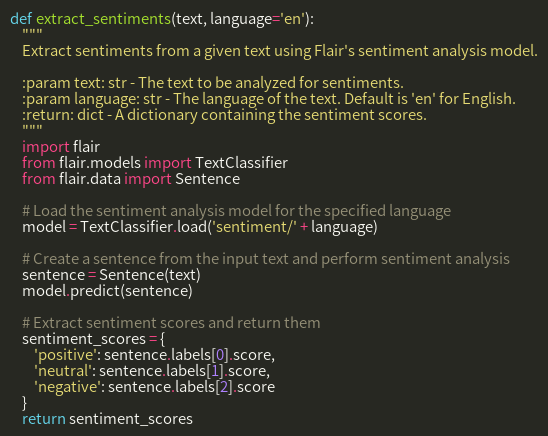 def extract_sentiments(text, language='en'):
    """
    Extract sentiments from a given text using Flair's sentiment analysis model.

    :param text: str - The text to be analyzed for sentiments.
    :param language: str - The language of the text. Default is 'en' for English.
    :return: dict - A dictionary containing the sentiment scores.
    """
    import flair
    from flair.models import TextClassifier
    from flair.data import Sentence

    # Load the sentiment analysis model for the specified language
    model = TextClassifier.load('sentiment/' + language)

    # Create a sentence from the input text and perform sentiment analysis
    sentence = Sentence(text)
    model.predict(sentence)

    # Extract sentiment scores and return them
    sentiment_scores = {
        'positive': sentence.labels[0].score,
        'neutral': sentence.labels[1].score,
        'negative': sentence.labels[2].score
    }
    return sentiment_scores